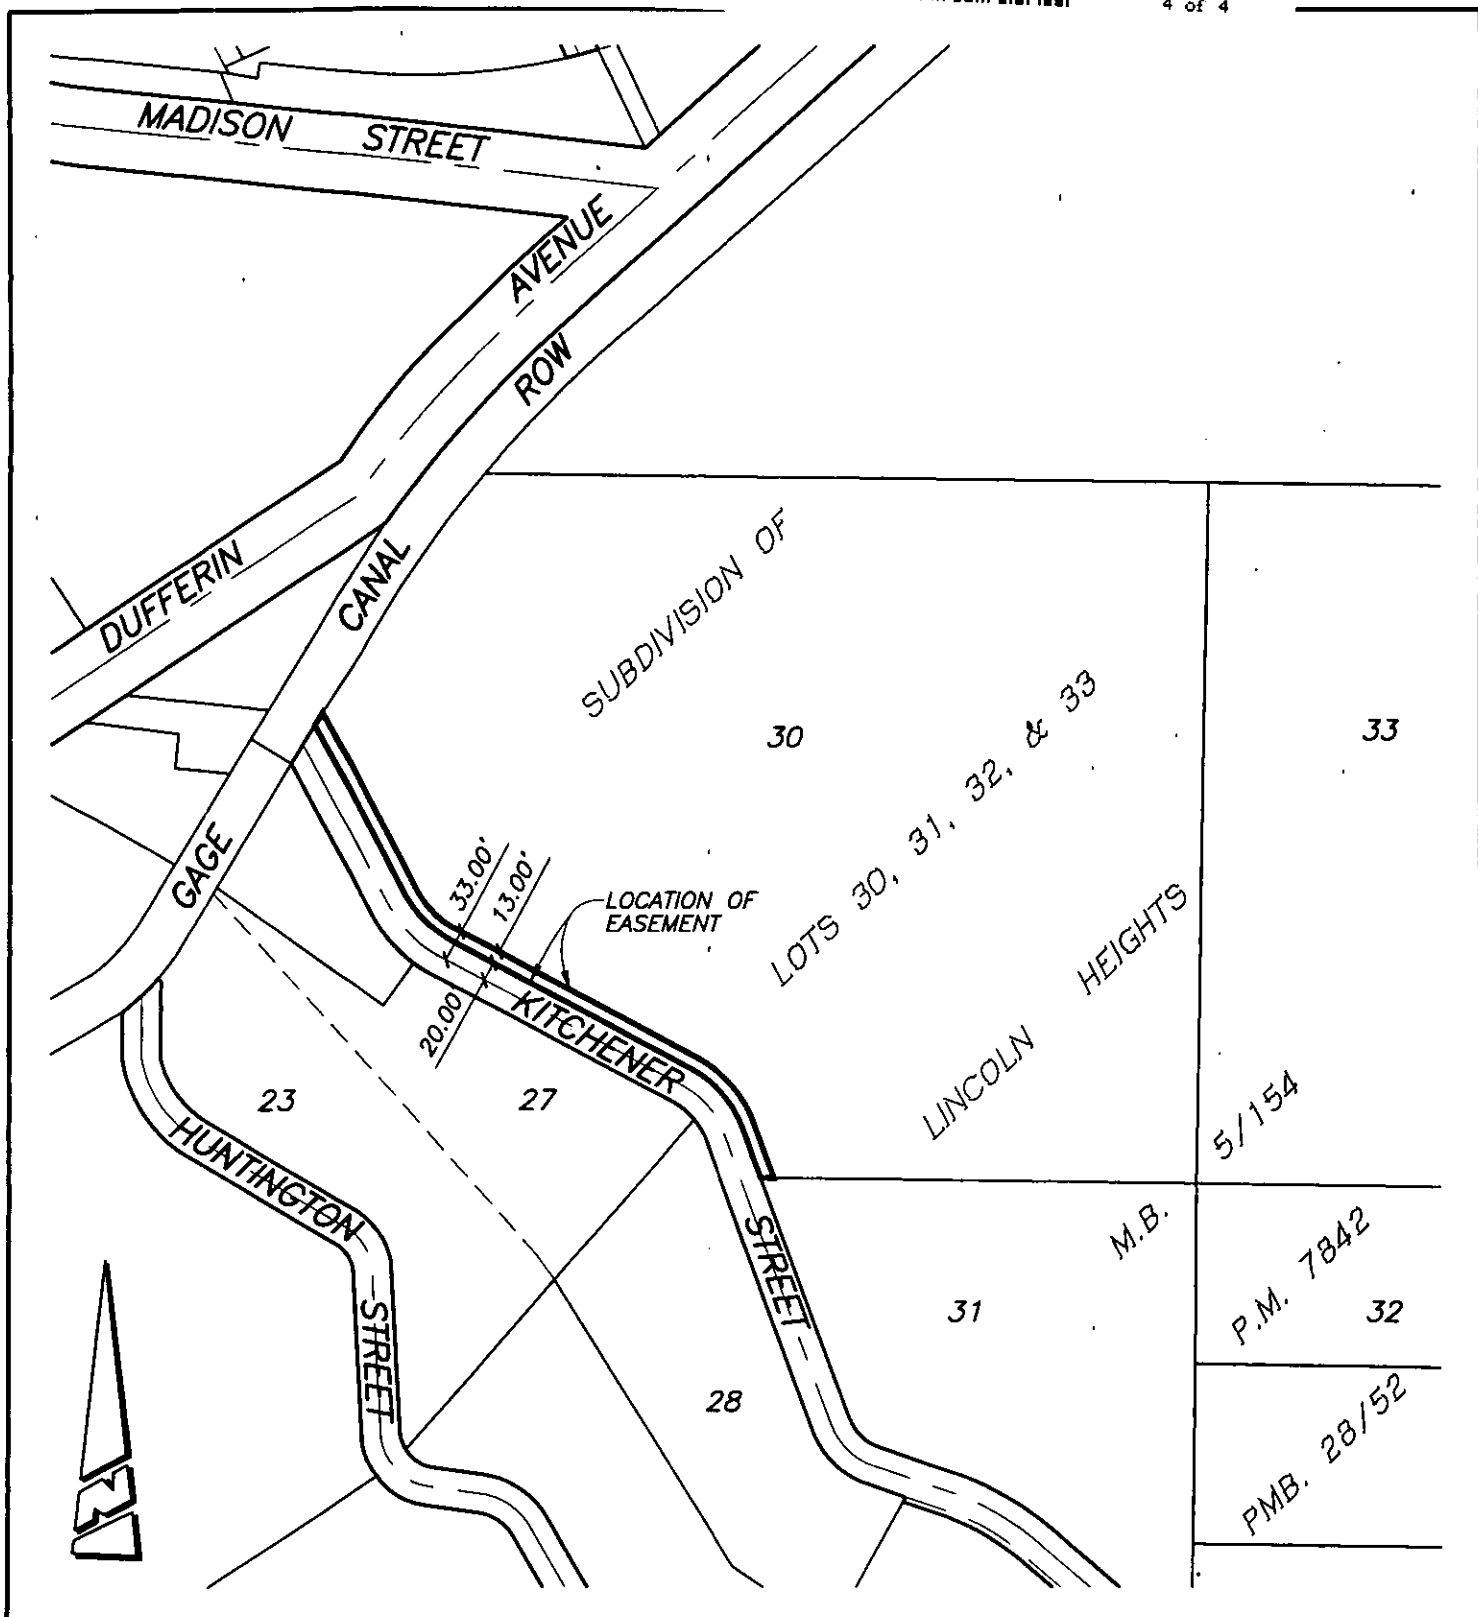 4 of 4
MADISON STREET
AVENUE
ROW
DUFFERIN
CANAL
SUBDIVISION OF
30
LOTS 30, 31, 32, & 33
33
GAGE
33.00'
13.00'
LOCATION OF
EASEMENT
20.00'
KITCHENER
HEIGHTS
LINCOLN
23
27
5/154
HUNTINGTON
STREET
M.B.
P.M. 7842
31
32
STREET
28
PMB. 28/52
N